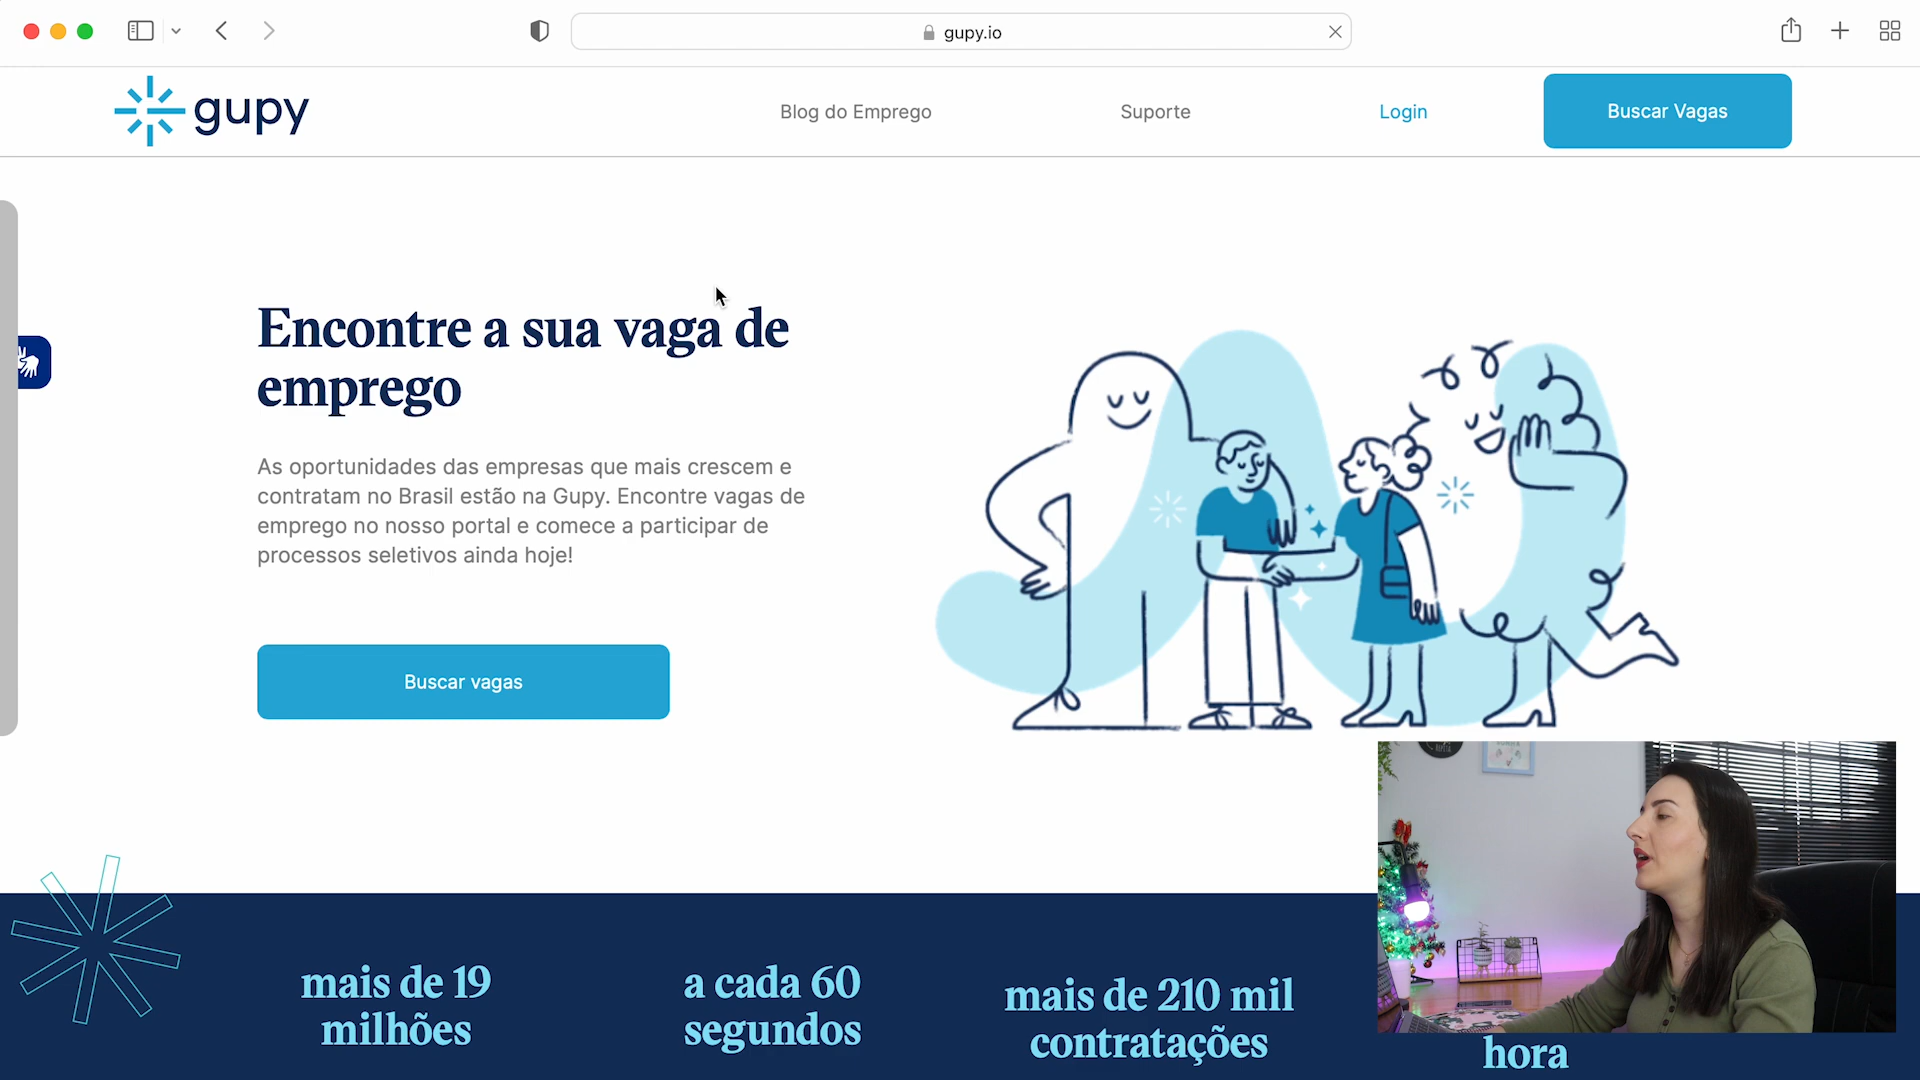 gupy.io
gupy
Blog do Emprego
Suporte
Login
Buscar Vagas
Encontre a sua vaga de
emprego
As oportunidades das empresas que mais crescem e
contratam no Brasil estão na Gupy. Encontre vagas de
emprego no nosso portal e comece a participar de
processos seletivos ainda hoje!
Buscar vagas
mais de 19
milhões
a cada 60
segundos
mais de 210 mil
contratações
hora